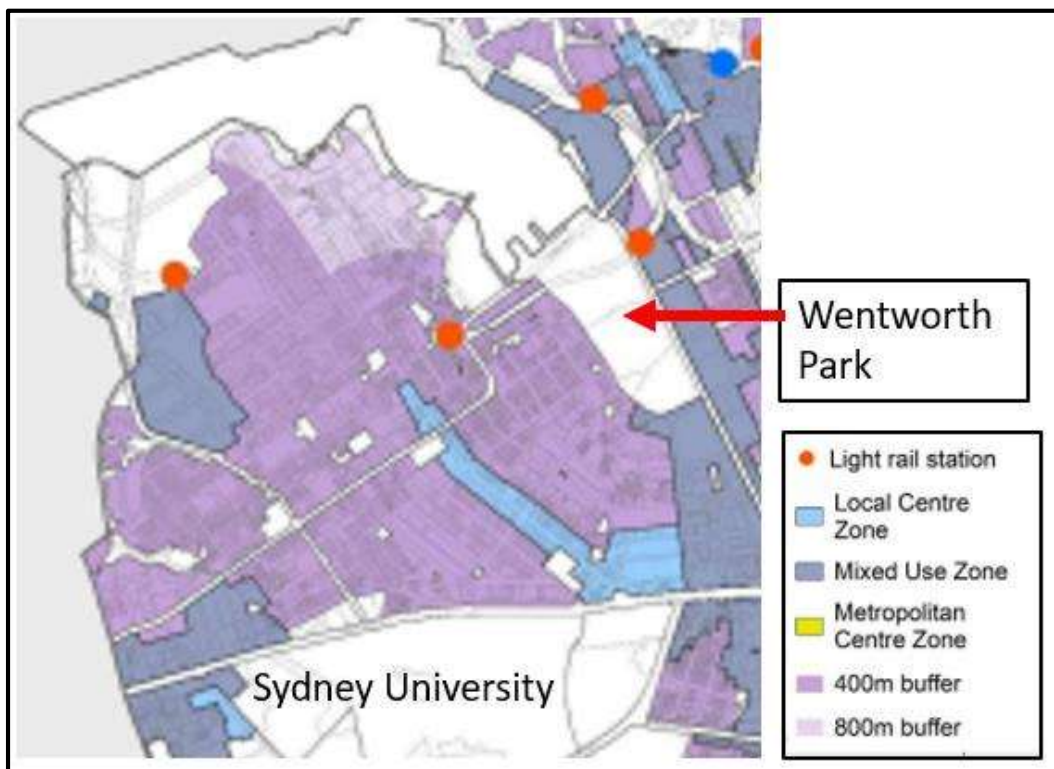 Wentworth
Park
Light rail station
Local Centre
Zone
Mixed Use Zone
Metropolitan
Centre Zone
400m buffer
800m buffer
Sydney University